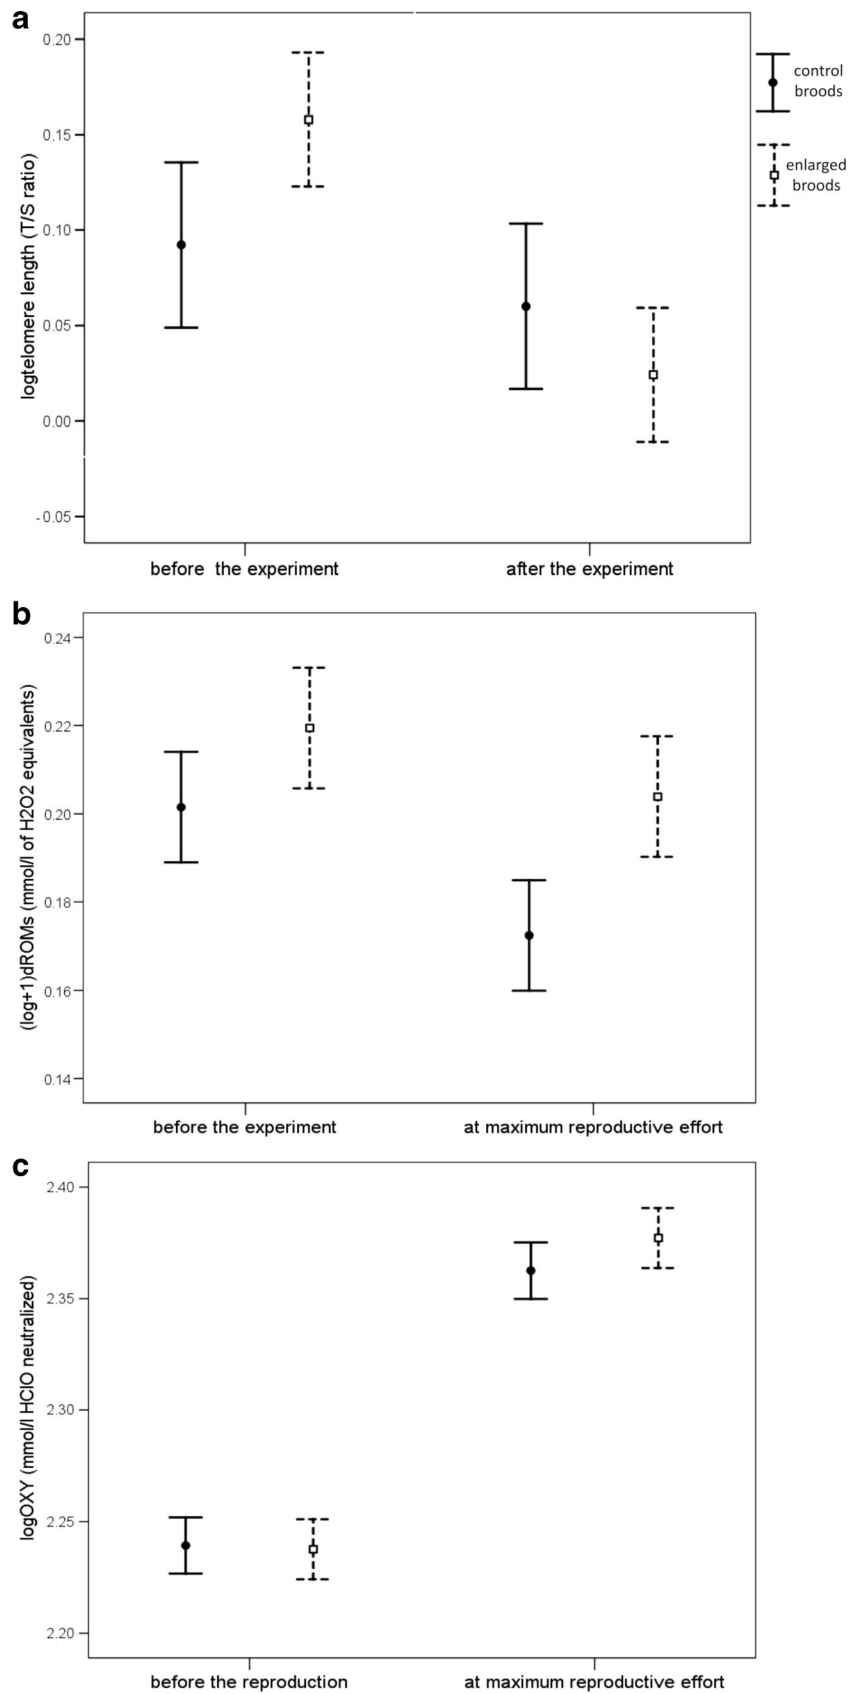 a
logtelomere length (T/S ratio)
0.20
0.15
0.10
0.05
0.00
-0.05
before the experiment
after the experiment
control
broods
enlarged
broods
b
(log+1)dROMs (mmol/l of H2O2 equivalents)
0.24
0.22
0.20
0.18
0.16
0.14
before the experiment
at maximum reproductive effort
c
logOXY (mmol/l HClO neutralized)
2.40
2.35
2.30
2.25
2.20
before the reproduction
at maximum reproductive effort